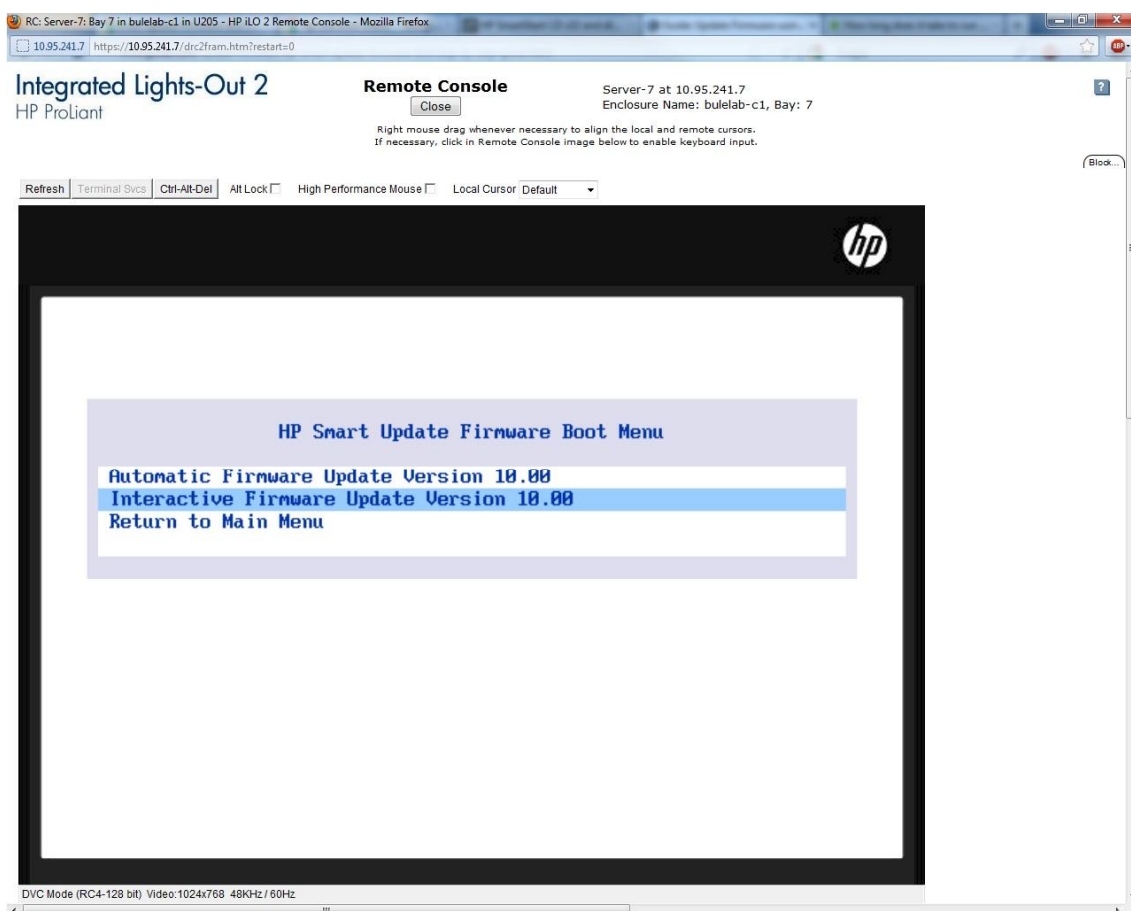 RC: Server-7: Bay 7 in bulelab-c1 in U205 - HP iLO 2 Remote Console - Mozilla Firefox
10.95.241.7 https://10.95.241.7/drc2fram.htm?restart=0
ABP
Integrated Lights-Out 2
HP ProLiant
Remote Console
Close
Server-7 at 10.95.241.7
Enclosure Name: bulelab-c1, Bay: 7
?
Right mouse drag whenever necessary to align the local and remote cursors.
If necessary, click in Remote Console image below to enable keyboard input.
Block...
Refresh Terminal Svcs Ctrl-Alt-Del Alt Lock High Performance Mouse Local Cursor Default
hp
HP Smart Update Firmware Boot Menu
Automatic Firmware Update Version 10.00
Interactive Firmware Update Version 10.00
Return to Main Menu
DVC Mode (RC4-128 bit) Video:1024x768 48KHz / 60Hz